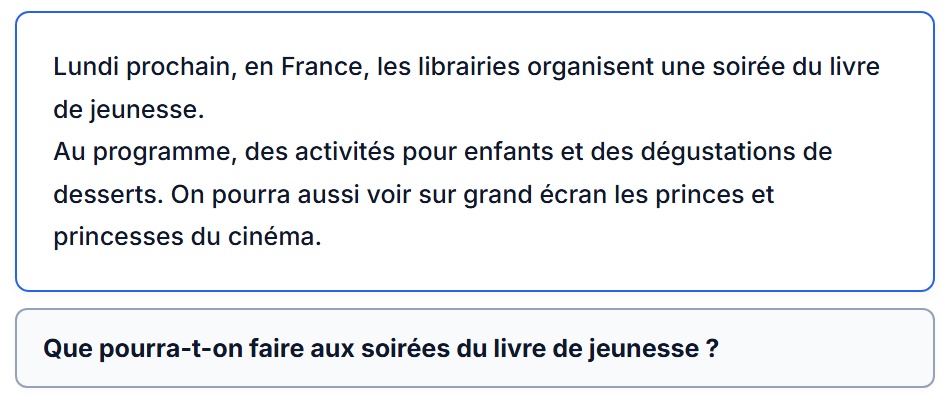 Lundi prochain, en France, les librairies organisent une soirée du livre
de jeunesse.
Au programme, des activités pour enfants et des dégustations de
desserts. On pourra aussi voir sur grand écran les princes et
princesses du cinéma.
Que pourra-t-on faire aux soirées du livre de jeunesse ?